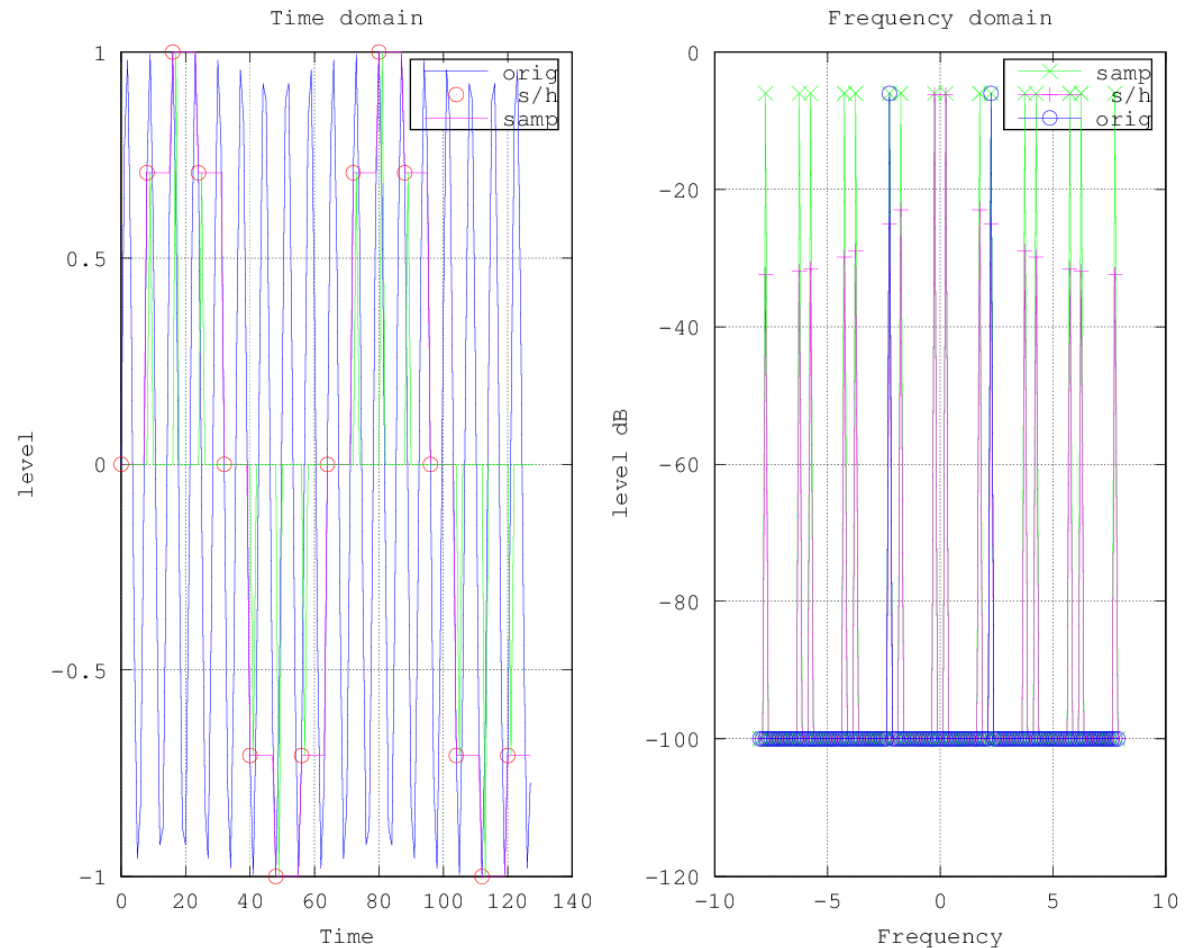 Time domain
1
0.5
0
-0.5
-1
0 20 40 60 80 100 120 140
level
Time
orig
s/h
samp
Frequency domain
0
-20
-40
-60
-80
-100
-120
-10 -5 0 5 10
level dB
Frequency
samp
s/h
orig